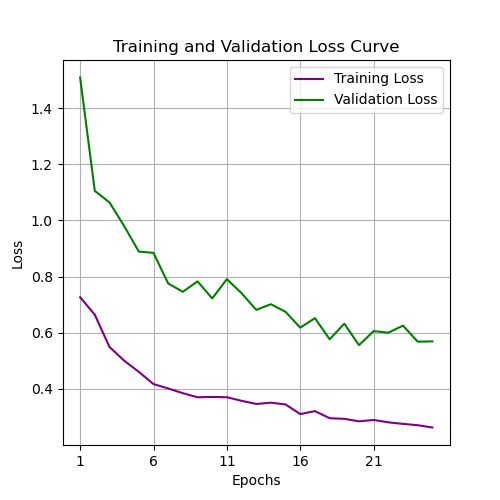 Training and Validation Loss Curve
Training Loss
Validation Loss
1.4
1.2
1.0
0.8
0.6
0.4
Loss
1 6 11 16 21
Epochs